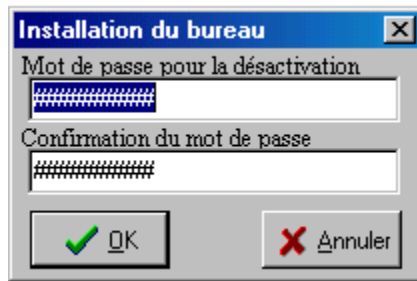 Installation du bureau
Mot de passe pour la désactivation
############
Confirmation du mot de passe
############
OK
Annuler